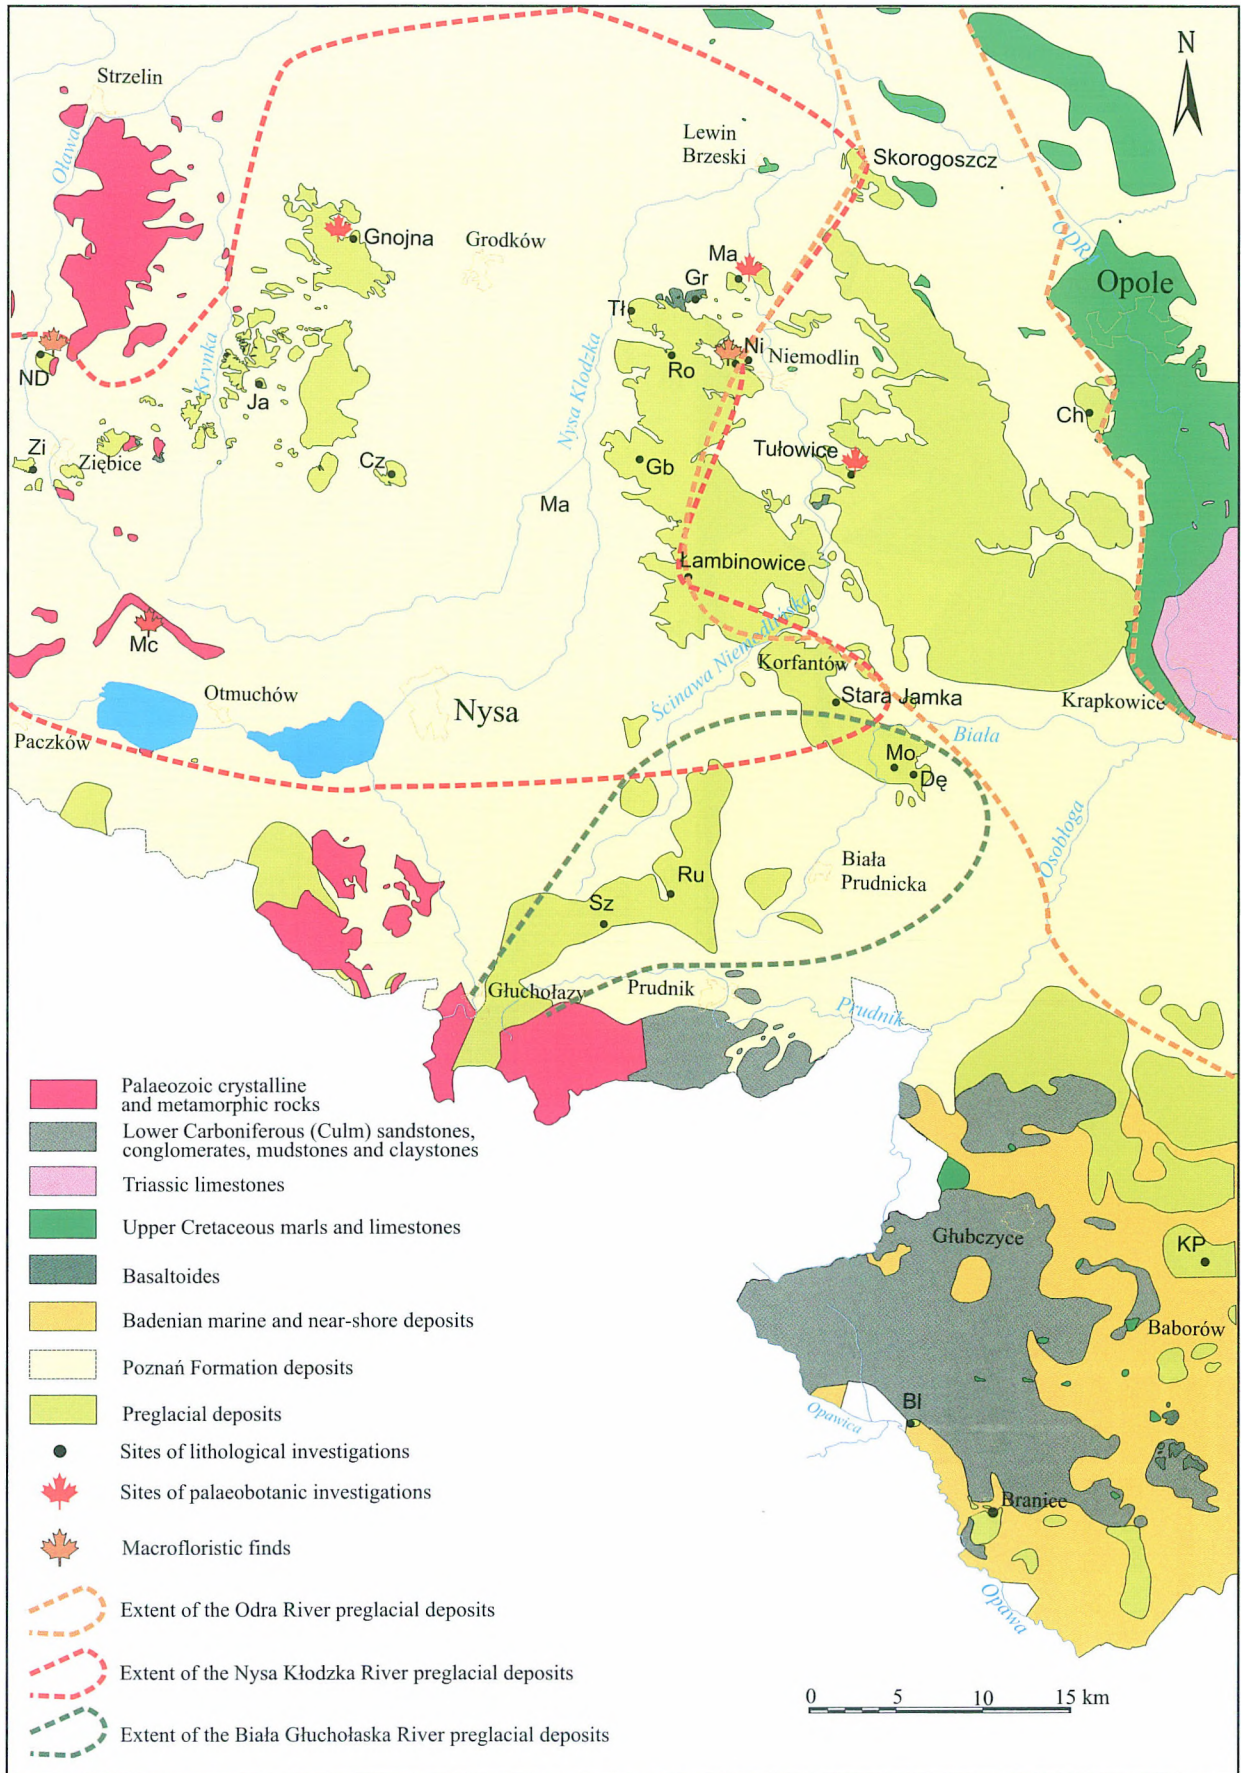 N
Strzelin
Oława
Lewin
Brzeski
Skorogoszcz
ODRA
Gnojna
Grodków
Ma
Gr
Opole
Tł
Krynka
Nysa Kłodzka
Ni
Niemodlin
Ro
ND
Ja
Ch
Zi
Ziębice
Cz
Gb
Tułowice
Ma
Łambinowice
Mc
Ścinawa Niemodlińska
Korfantów
Otmuchów
Nysa
Stara Jamka
Krapkowice
Paczków
Biała
Mo
Dę
Osobłoga
Biała
Prudnicka
Ru
Sz
Głuchołazy
Prudnik
Prudnik
Głubczyce
KP
Baborów
Opawica
Bl
Branice
Opawa
Palaeozoic crystalline
and metamorphic rocks
Lower Carboniferous (Culm) sandstones,
conglomerates, mudstones and claystones
Triassic limestones
Upper Cretaceous marls and limestones
Basaltoides
Badenian marine and near-shore deposits
Poznań Formation deposits
Preglacial deposits
Sites of lithological investigations
Sites of palaeobotanic investigations
Macrofloristic finds
Extent of the Odra River preglacial deposits
Extent of the Nysa Kłodzka River preglacial deposits
Extent of the Biała Głuchołaska River preglacial deposits
0 5 10 15 km